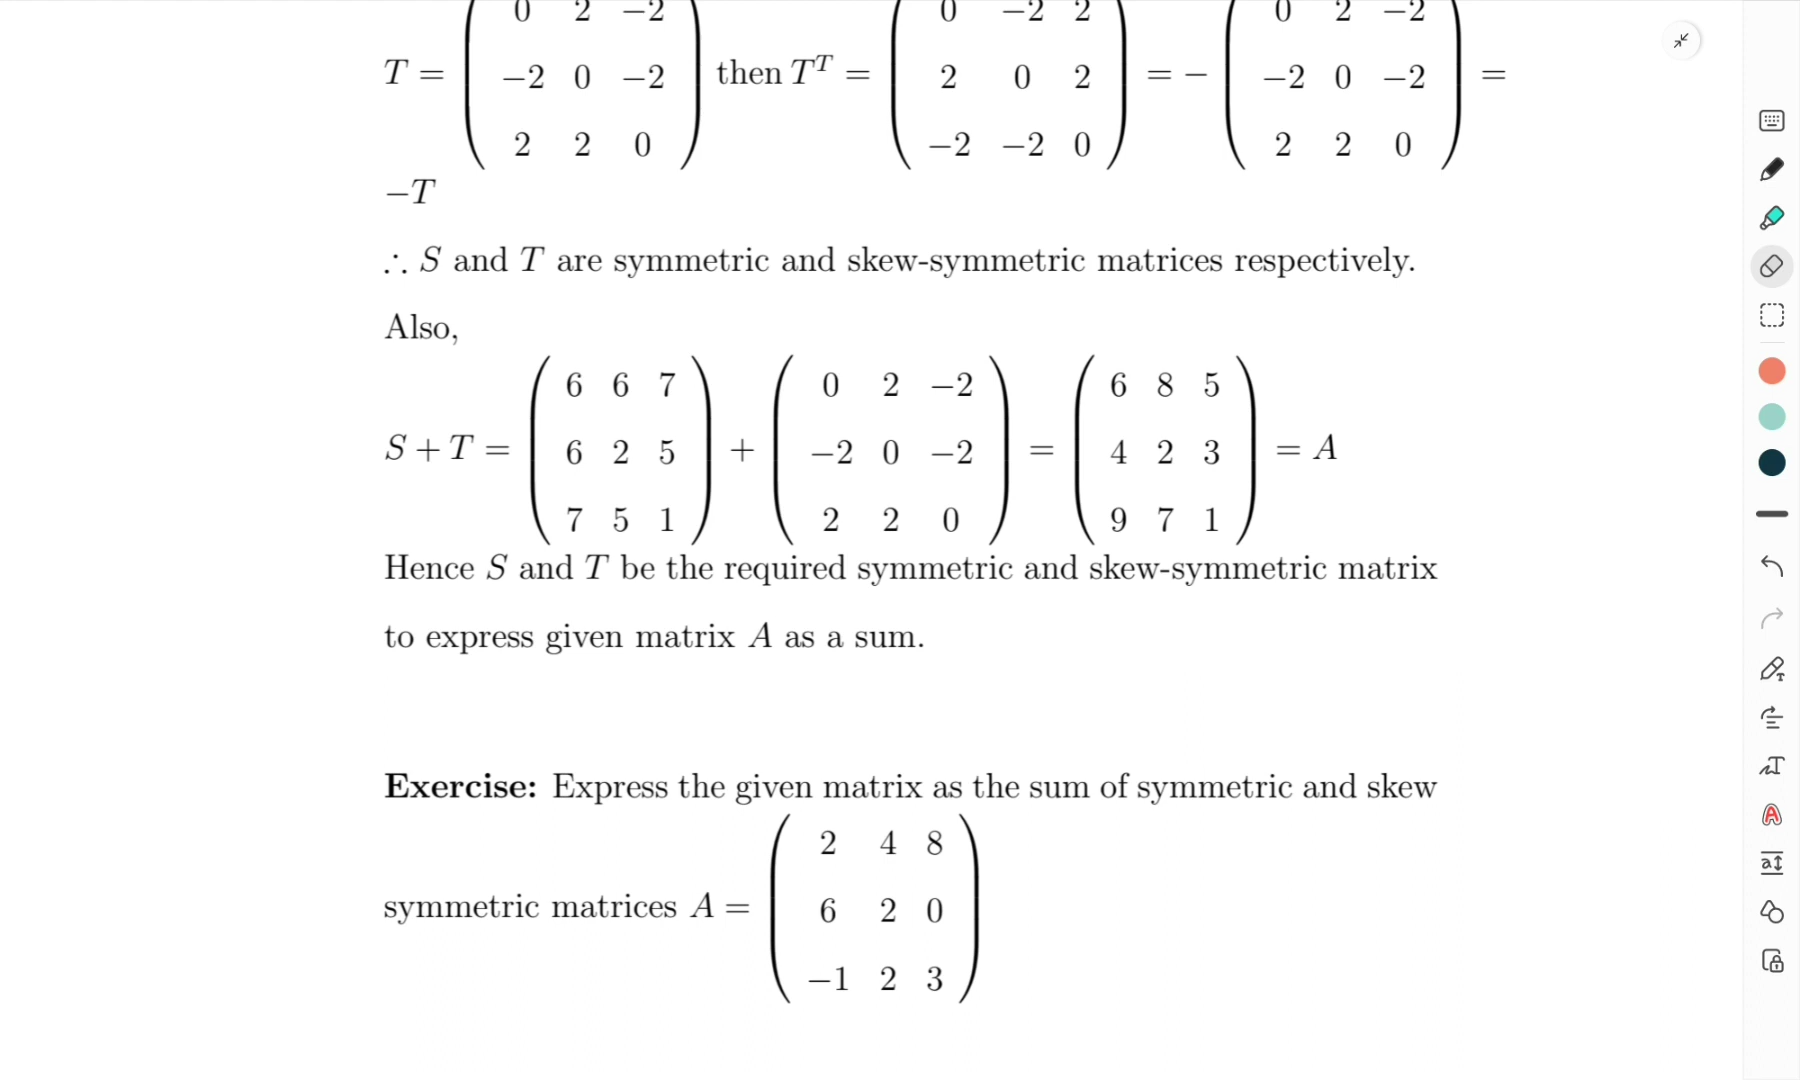 T = ( 0 2 −2 ; −2 0 −2 ; 2 2 0 ) then T^T = ( 0 −2 2 ; 2 0 2 ; −2 −2 0 ) = − ( 0 2 −2 ; −2 0 −2 ; 2 2 0 ) =
−T
∴ S and T are symmetric and skew-symmetric matrices respectively.
Also,
S + T = ( 6 6 7 ; 6 2 5 ; 7 5 1 ) + ( 0 2 −2 ; −2 0 −2 ; 2 2 0 ) = ( 6 8 5 ; 4 2 3 ; 9 7 1 ) = A
Hence S and T be the required symmetric and skew-symmetric matrix
to express given matrix A as a sum.
Exercise: Express the given matrix as the sum of symmetric and skew
symmetric matrices A = ( 2 4 8 ; 6 2 0 ; −1 2 3 )